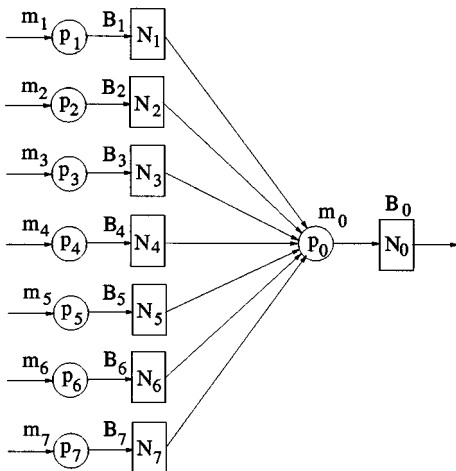 m₁ B₁
p₁ N₁
m₂ B₂
p₂ N₂
m₃ B₃
p₃ N₃
m₄ B₄
p₄ N₄
m₀ B₀
p₀ N₀
m₅ B₅
p₅ N₅
m₆ B₆
p₆ N₆
m₇ B₇
p₇ N₇